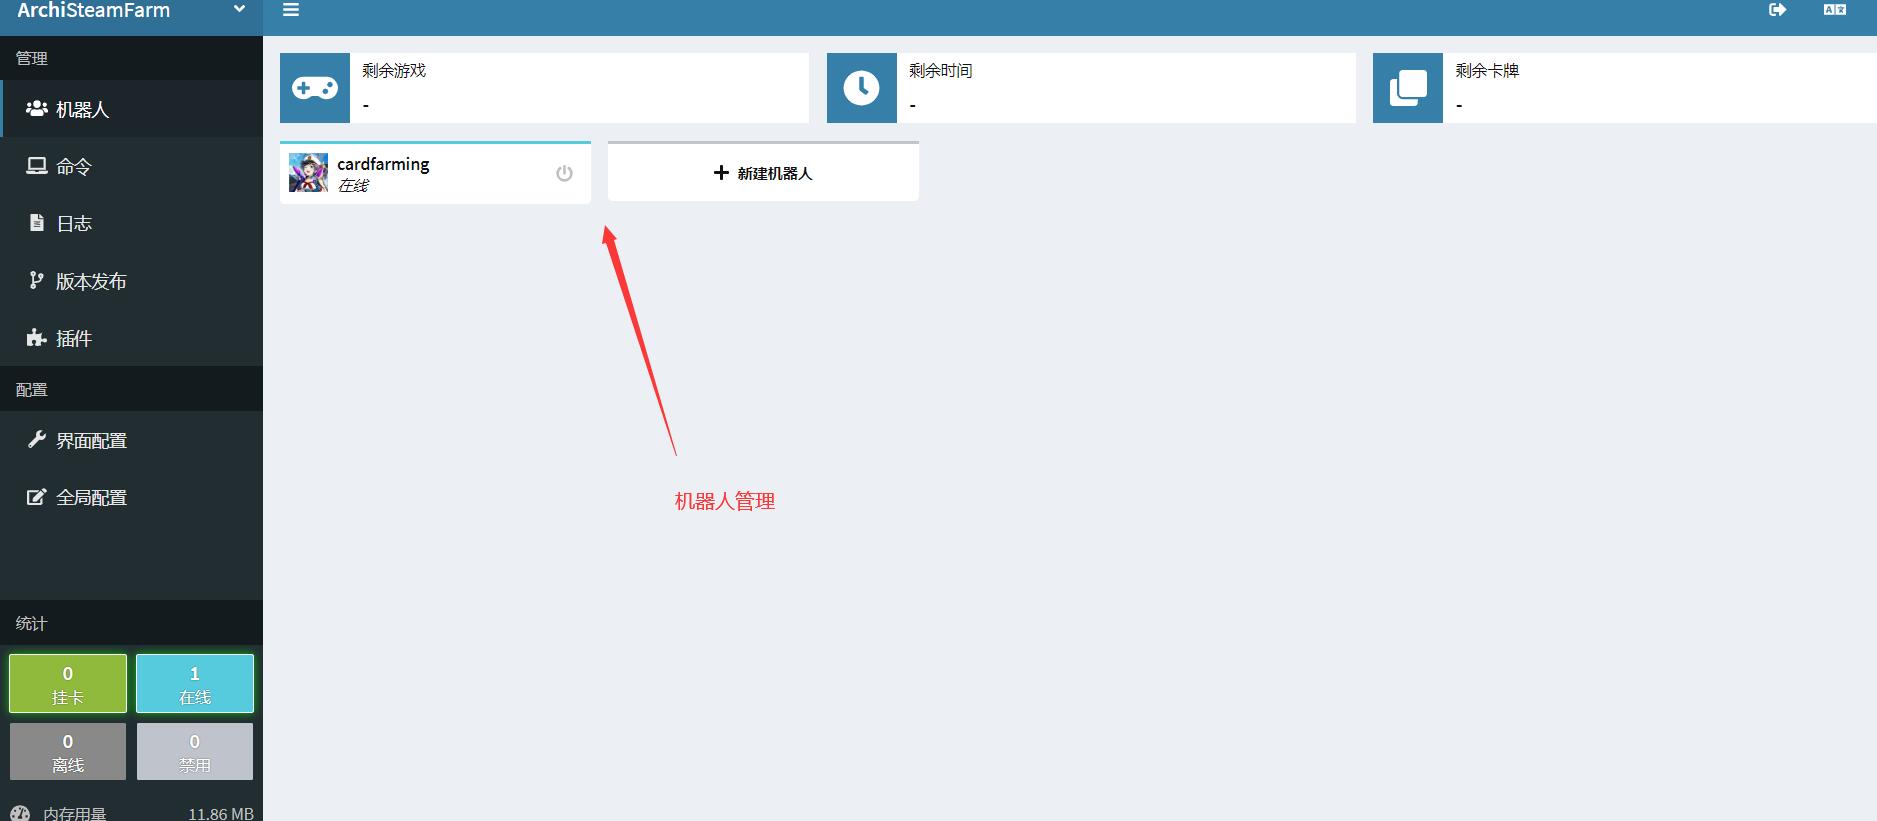 ArchiSteamFarm
管理
机器人
命令
日志
版本发布
插件
配置
界面配置
全局配置
统计
0
挂卡
1
在线
0
离线
0
禁用
内存用量 11.86 MB
剩余游戏
-
剩余时间
-
剩余卡牌
-
cardfarming
在线
新建机器人
机器人管理